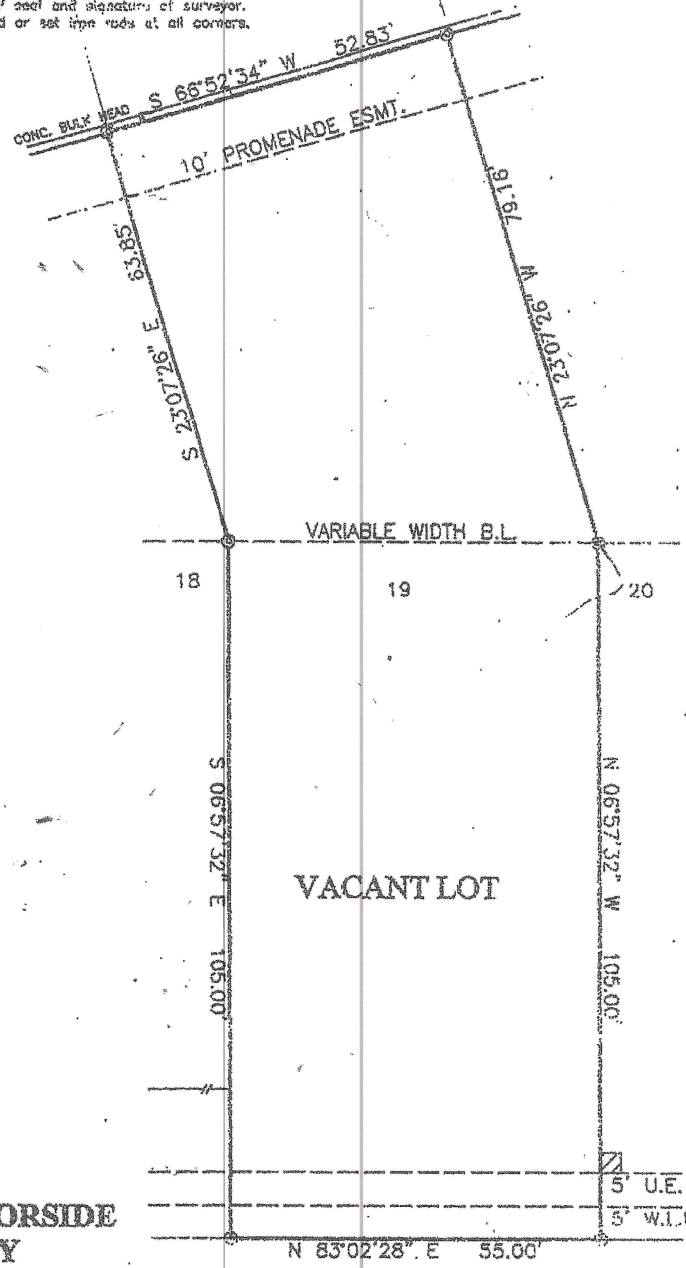 seal and signature of surveyor.
or set iron rods at all corners.
S 66°52'34" W 52.83'
CONC. BULK HEAD
10' PROMENADE ESMT.
S 23°07'26" E 63.85'
N 23°07'26" W 79.16'
VARIABLE WIDTH B.L.
18
19
20
S 06°57'32" E 105.00'
N 06°57'32" W 105.00'
VACANT LOT
5' U.E.
5' W.L.
ORSIDE
Y
N 83°02'28" E 55.00'